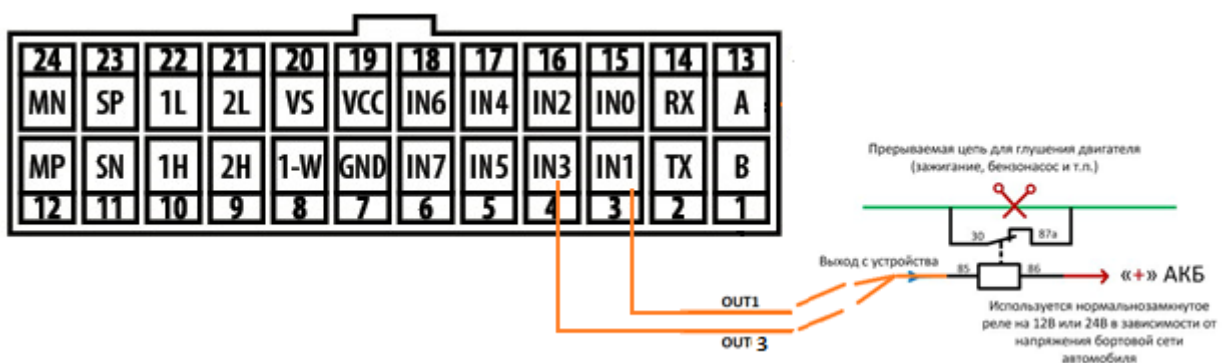 24 23 22 21 20 19 18 17 16 15 14 13
MN SP 1L 2L VS VCC IN6 IN4 IN2 IN0 RX A
MP SN 1H 2H 1-W GND IN7 IN5 IN3 IN1 TX B
12 11 10 9 8 7 6 5 4 3 2 1
Прерываемая цепь для глушения двигателя
(зажигание, бензонасос и т.п.)
30 87а
Выход с устройства
85 86
«+» АКБ
OUT1
OUT 3
Используется нормальнозамкнутое
реле на 12В или 24В в зависимости от
напряжения бортовой сети
автомобиля